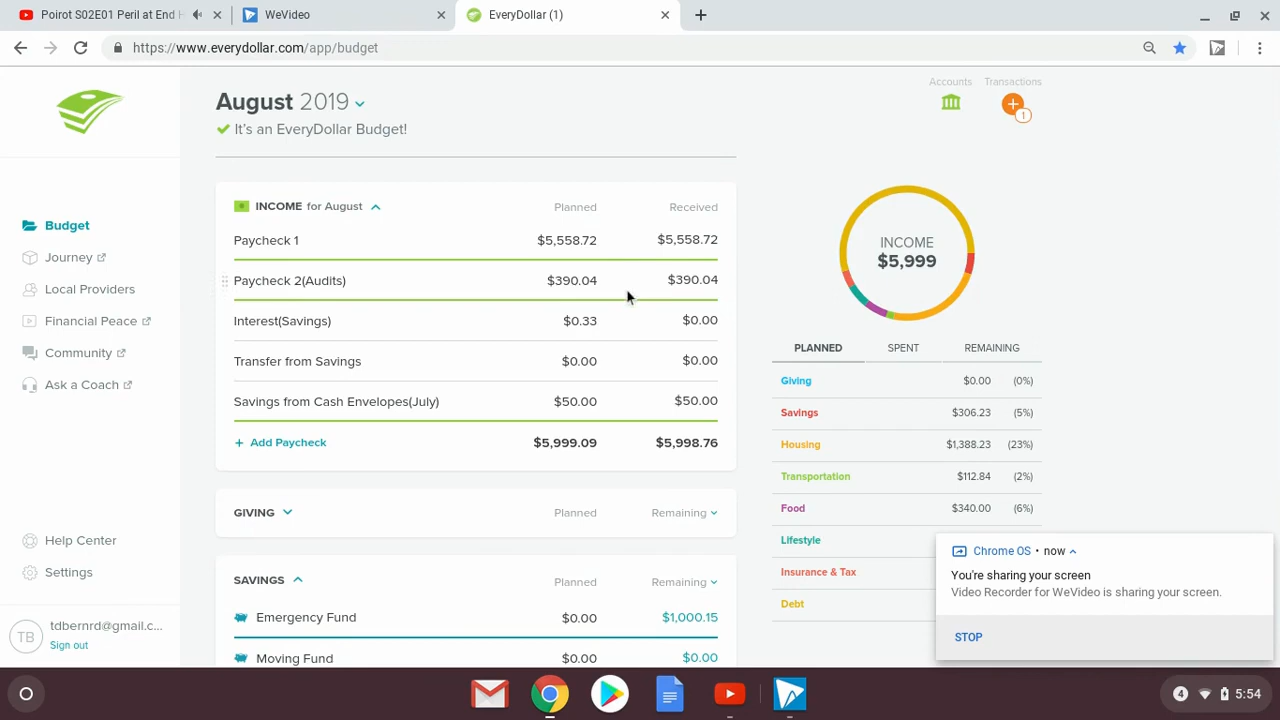 Poirot S02E01 Peril at End H
WeVideo
EveryDollar (1)
https://www.everydollar.com/app/budget
August 2019
It's an EveryDollar Budget!
Accounts
Transactions
1
Budget
Journey
Local Providers
Financial Peace
Community
Ask a Coach
Help Center
Settings
TB
tdbernrd@gmail.c...
Sign out
INCOME for August Planned Received
Paycheck 1 $5,558.72 $5,558.72
Paycheck 2(Audits) $390.04 $390.04
Interest(Savings) $0.33 $0.00
Transfer from Savings $0.00 $0.00
Savings from Cash Envelopes(July) $50.00 $50.00
+ Add Paycheck $5,999.09 $5,998.76
GIVING Planned Remaining
SAVINGS Planned Remaining
Emergency Fund $0.00 $1,000.15
Moving Fund $0.00 $0.00
INCOME
$5,999
PLANNED SPENT REMAINING
Giving $0.00 (0%)
Savings $306.23 (5%)
Housing $1,388.23 (23%)
Transportation $112.84 (2%)
Food $340.00 (6%)
Lifestyle
Insurance & Tax
Debt
Chrome OS • now
You're sharing your screen
Video Recorder for WeVideo is sharing your screen.
STOP
4 5:54